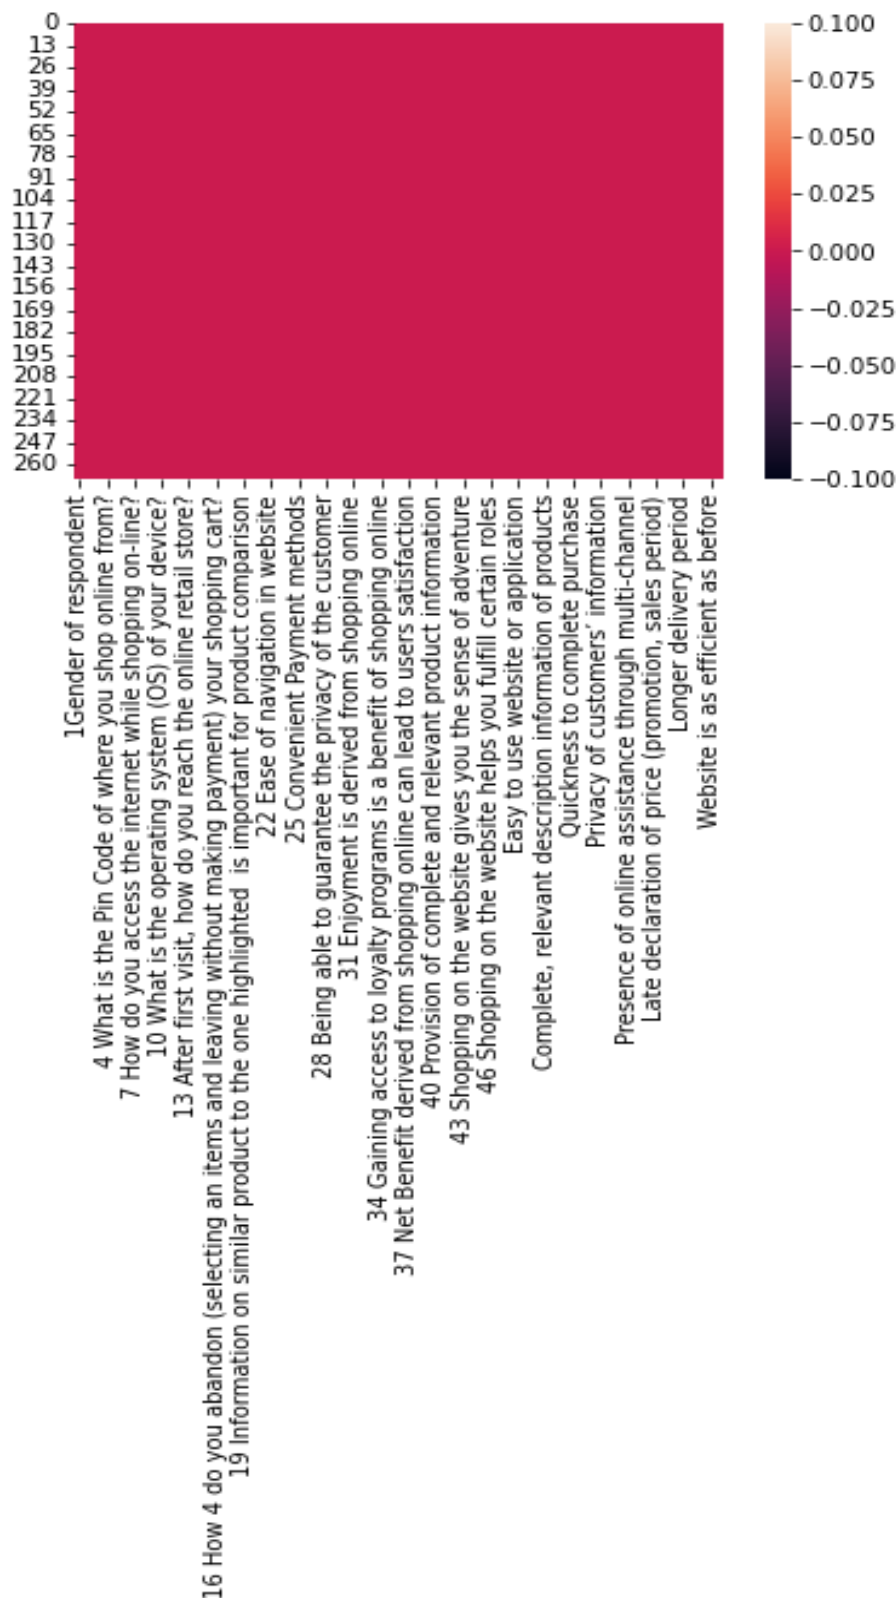 0
13
26
39
52
65
78
91
104
117
130
143
156
169
182
195
208
221
234
247
260
0.100
0.075
0.050
0.025
0.000
−0.025
−0.050
−0.075
−0.100
1Gender of respondent
4 What is the Pin Code of where you shop online from?
7 How do you access the internet while shopping on-line?
10 What is the operating system (OS) of your device?
13 After first visit, how do you reach the online retail store?
16 How 4 do you abandon (selecting an items and leaving without making payment) your shopping cart?
19 Information on similar product to the one highlighted  is important for product comparison
22 Ease of navigation in website
25 Convenient Payment methods
28 Being able to guarantee the privacy of the customer
31 Enjoyment is derived from shopping online
34 Gaining access to loyalty programs is a benefit of shopping online
37 Net Benefit derived from shopping online can lead to users satisfaction
40 Provision of complete and relevant product information
43 Shopping on the website gives you the sense of adventure
46 Shopping on the website helps you fulfill certain roles
Easy to use website or application
Complete, relevant description information of products
Quickness to complete purchase
Privacy of customers’ information
Presence of online assistance through multi-channel
Late declaration of price (promotion, sales period)
Longer delivery period
Website is as efficient as before